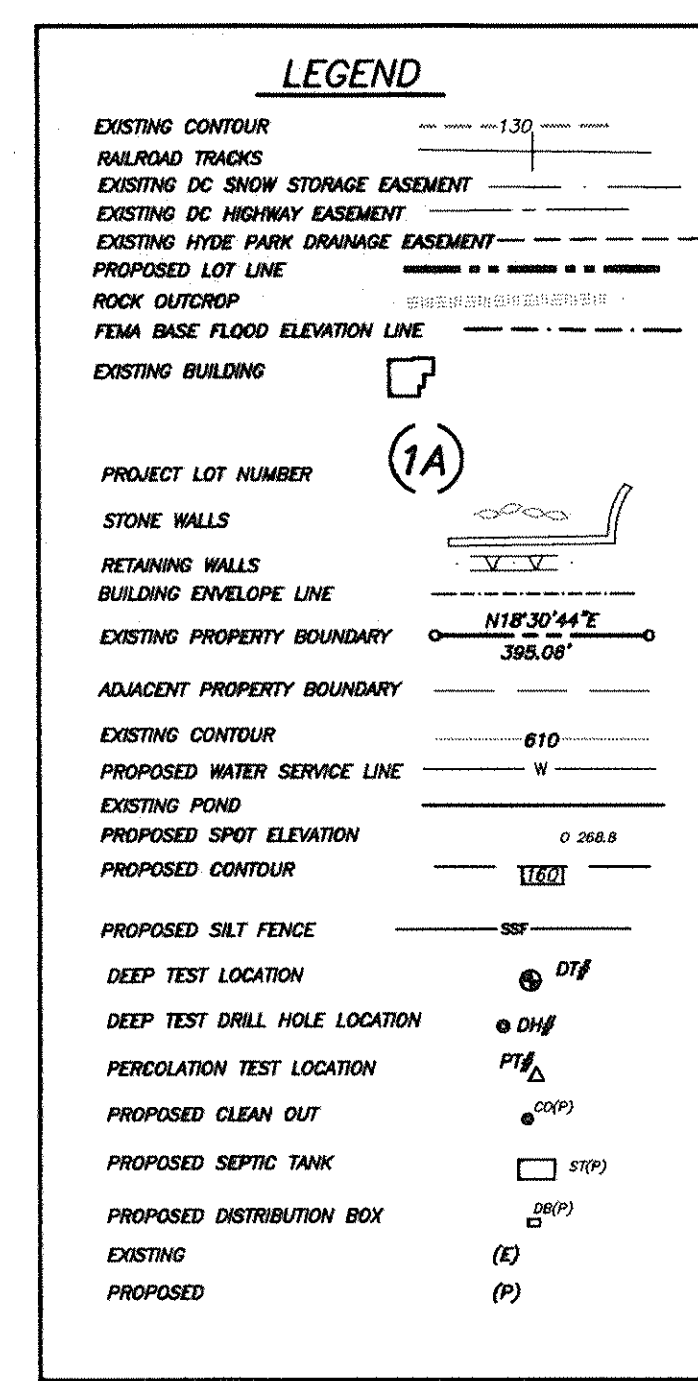 LEGEND
EXISTING CONTOUR 130
RAILROAD TRACKS
EXISITNG DC SNOW STORAGE EASEMENT
EXISTING DC HIGHWAY EASEMENT
EXISTING HYDE PARK DRAINAGE EASEMENT
PROPOSED LOT LINE
ROCK OUTCROP
FEMA BASE FLOOD ELEVATION LINE
EXISTING BUILDING
PROJECT LOT NUMBER (1A)
STONE WALLS
RETAINING WALLS
BUILDING ENVELOPE LINE
EXISTING PROPERTY BOUNDARY N18°30'44"E
395.08'
ADJACENT PROPERTY BOUNDARY
EXISTING CONTOUR 610
PROPOSED WATER SERVICE LINE W
EXISTING POND
PROPOSED SPOT ELEVATION O 268.8
PROPOSED CONTOUR [160]
PROPOSED SILT FENCE SSF
DEEP TEST LOCATION DT#
DEEP TEST DRILL HOLE LOCATION DH#
PERCOLATION TEST LOCATION PT#
PROPOSED CLEAN OUT CO(P)
PROPOSED SEPTIC TANK ST(P)
PROPOSED DISTRIBUTION BOX DB(P)
EXISTING (E)
PROPOSED (P)